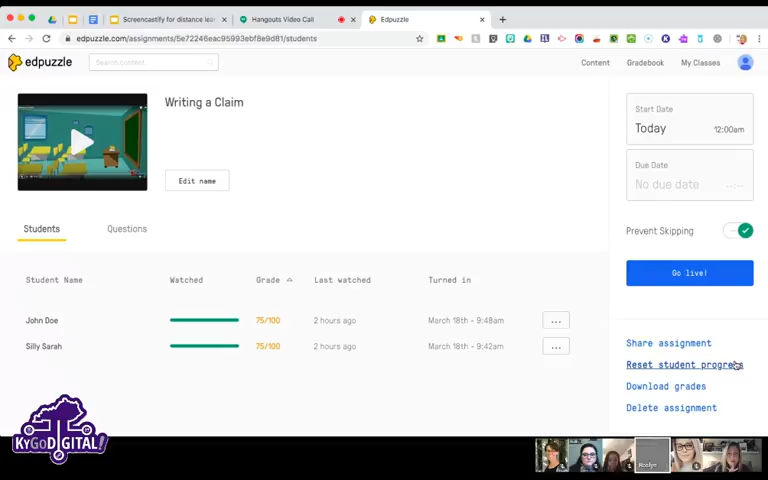 Screencastify for distance lea
Hangouts Video Call
Edpuzzle
edpuzzle.com/assignments/5e72246eac95993ebf8e9d81/students
edpuzzle
Search content
Content
Gradebook
My Classes
Writing a Claim
Edit name
Start Date
Today
12:00am
Due Date
No due date
--:--
Prevent Skipping
Go live!
Students
Questions
Student Name
Watched
Grade
Last watched
Turned in
John Doe
75/100
2 hours ago
March 18th - 9:48am
...
Silly Sarah
75/100
2 hours ago
March 18th - 9:42am
...
Share assignment
Reset student progress
Download grades
Delete assignment
KyGoDIGITAL!